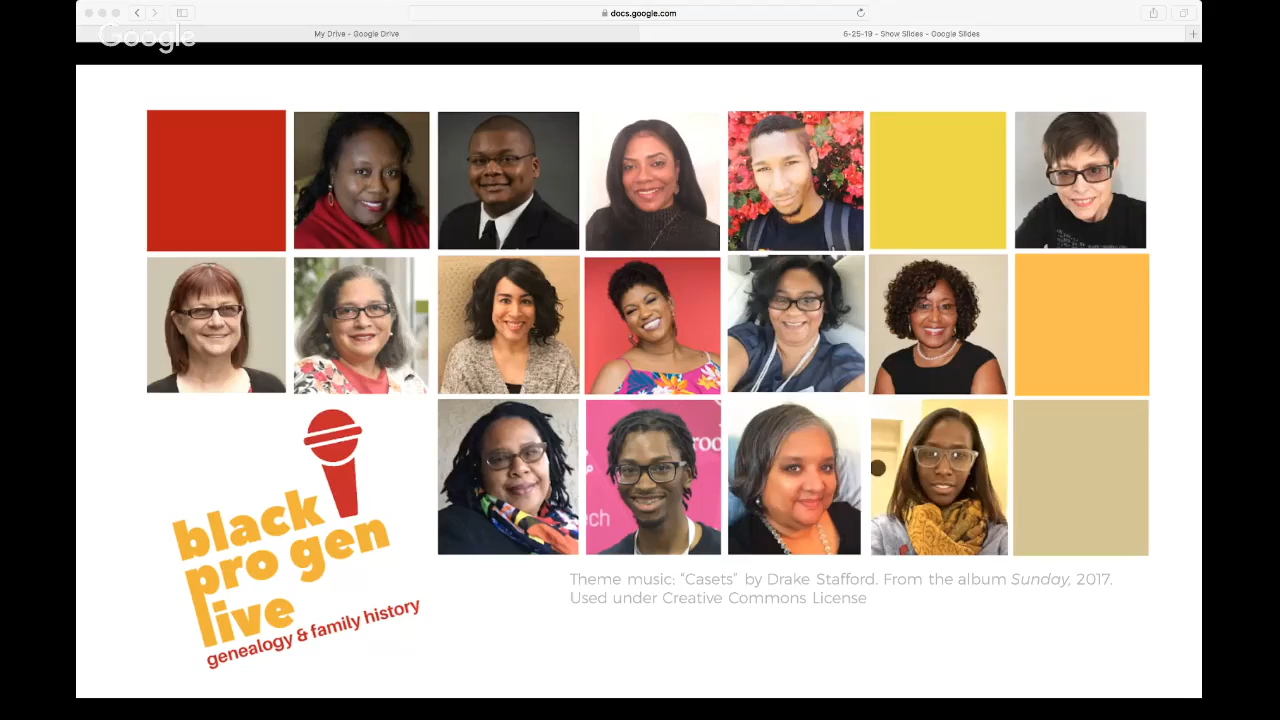 docs.google.com
My Drive - Google Drive
6-25-19 - Show Slides - Google Slides
Google
black
pro gen
live
genealogy & family history
Theme music: “Casets” by Drake Stafford. From the album Sunday, 2017.
Used under Creative Commons License